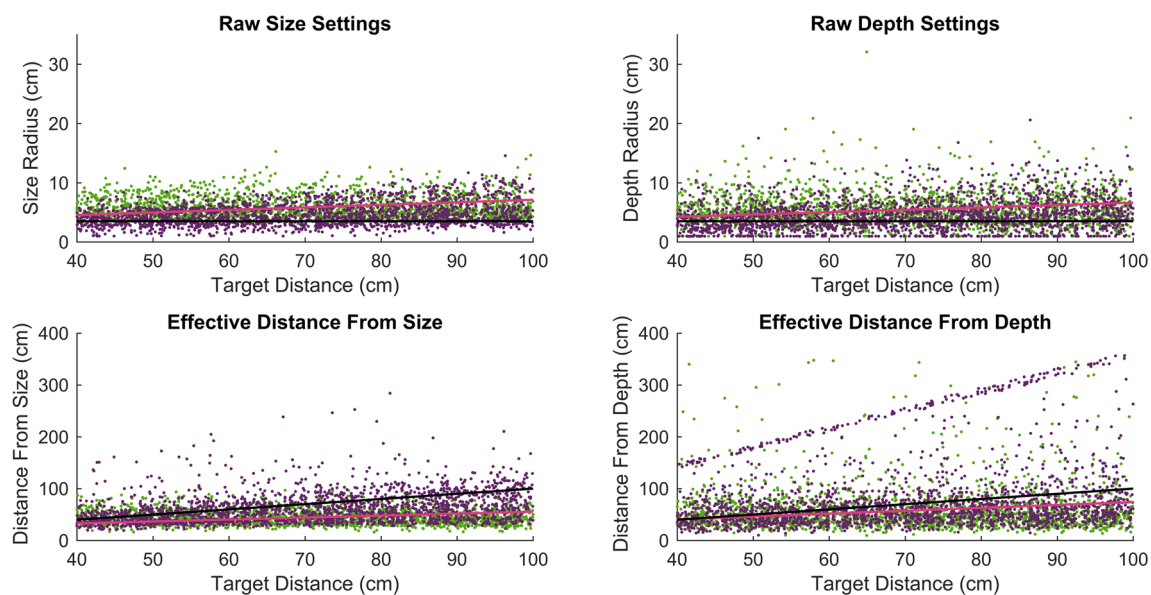 Raw Size Settings
Size Radius (cm)
30
20
10
0
40 50 60 70 80 90 100
Target Distance (cm)
Raw Depth Settings
Depth Radius (cm)
30
20
10
0
40 50 60 70 80 90 100
Target Distance (cm)
Effective Distance From Size
Distance From Size (cm)
400
300
200
100
0
40 50 60 70 80 90 100
Target Distance (cm)
Effective Distance From Depth
Distance From Depth (cm)
400
300
200
100
0
40 50 60 70 80 90 100
Target Distance (cm)